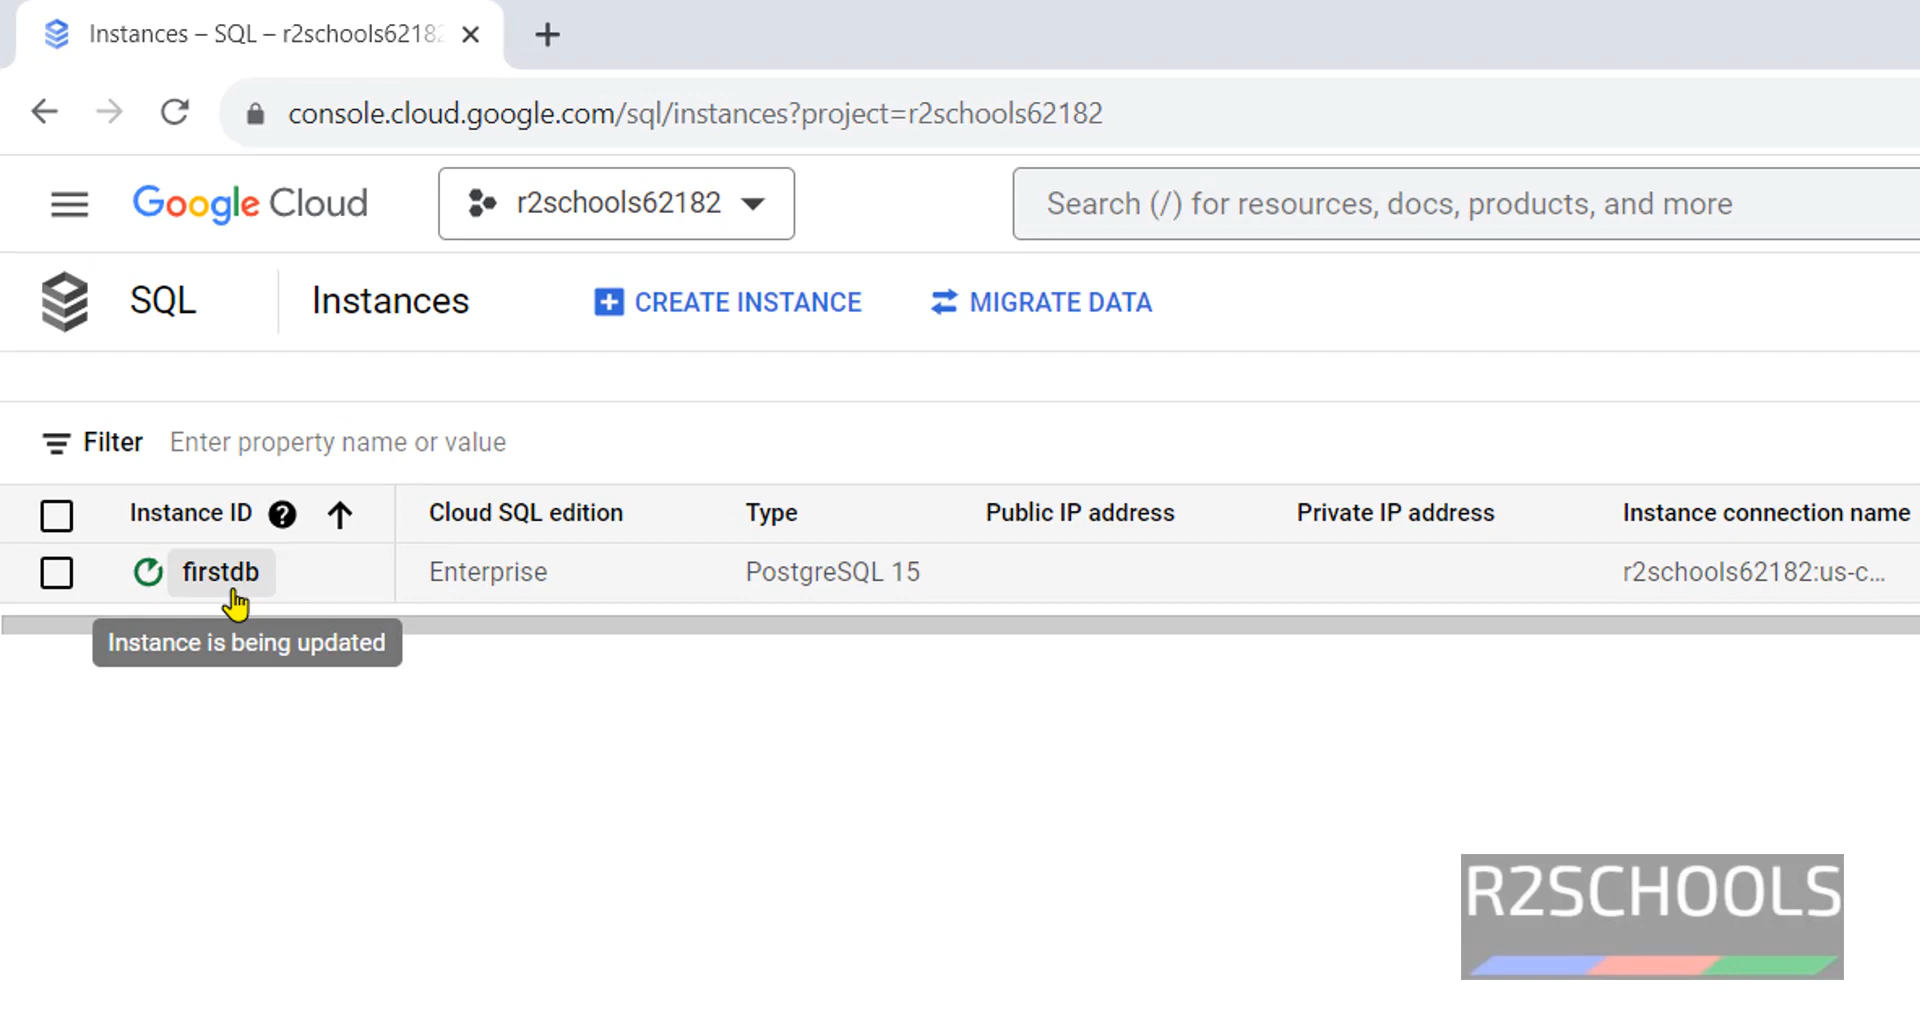 Instances – SQL – r2schools6218
console.cloud.google.com/sql/instances?project=r2schools62182
Google Cloud
r2schools62182
Search (/) for resources, docs, products, and more
SQL
Instances
CREATE INSTANCE
MIGRATE DATA
Filter Enter property name or value
Instance ID ? Cloud SQL edition Type Public IP address Private IP address Instance connection name
firstdb Enterprise PostgreSQL 15 r2schools62182:us-c...
Instance is being updated
R2SCHOOLS